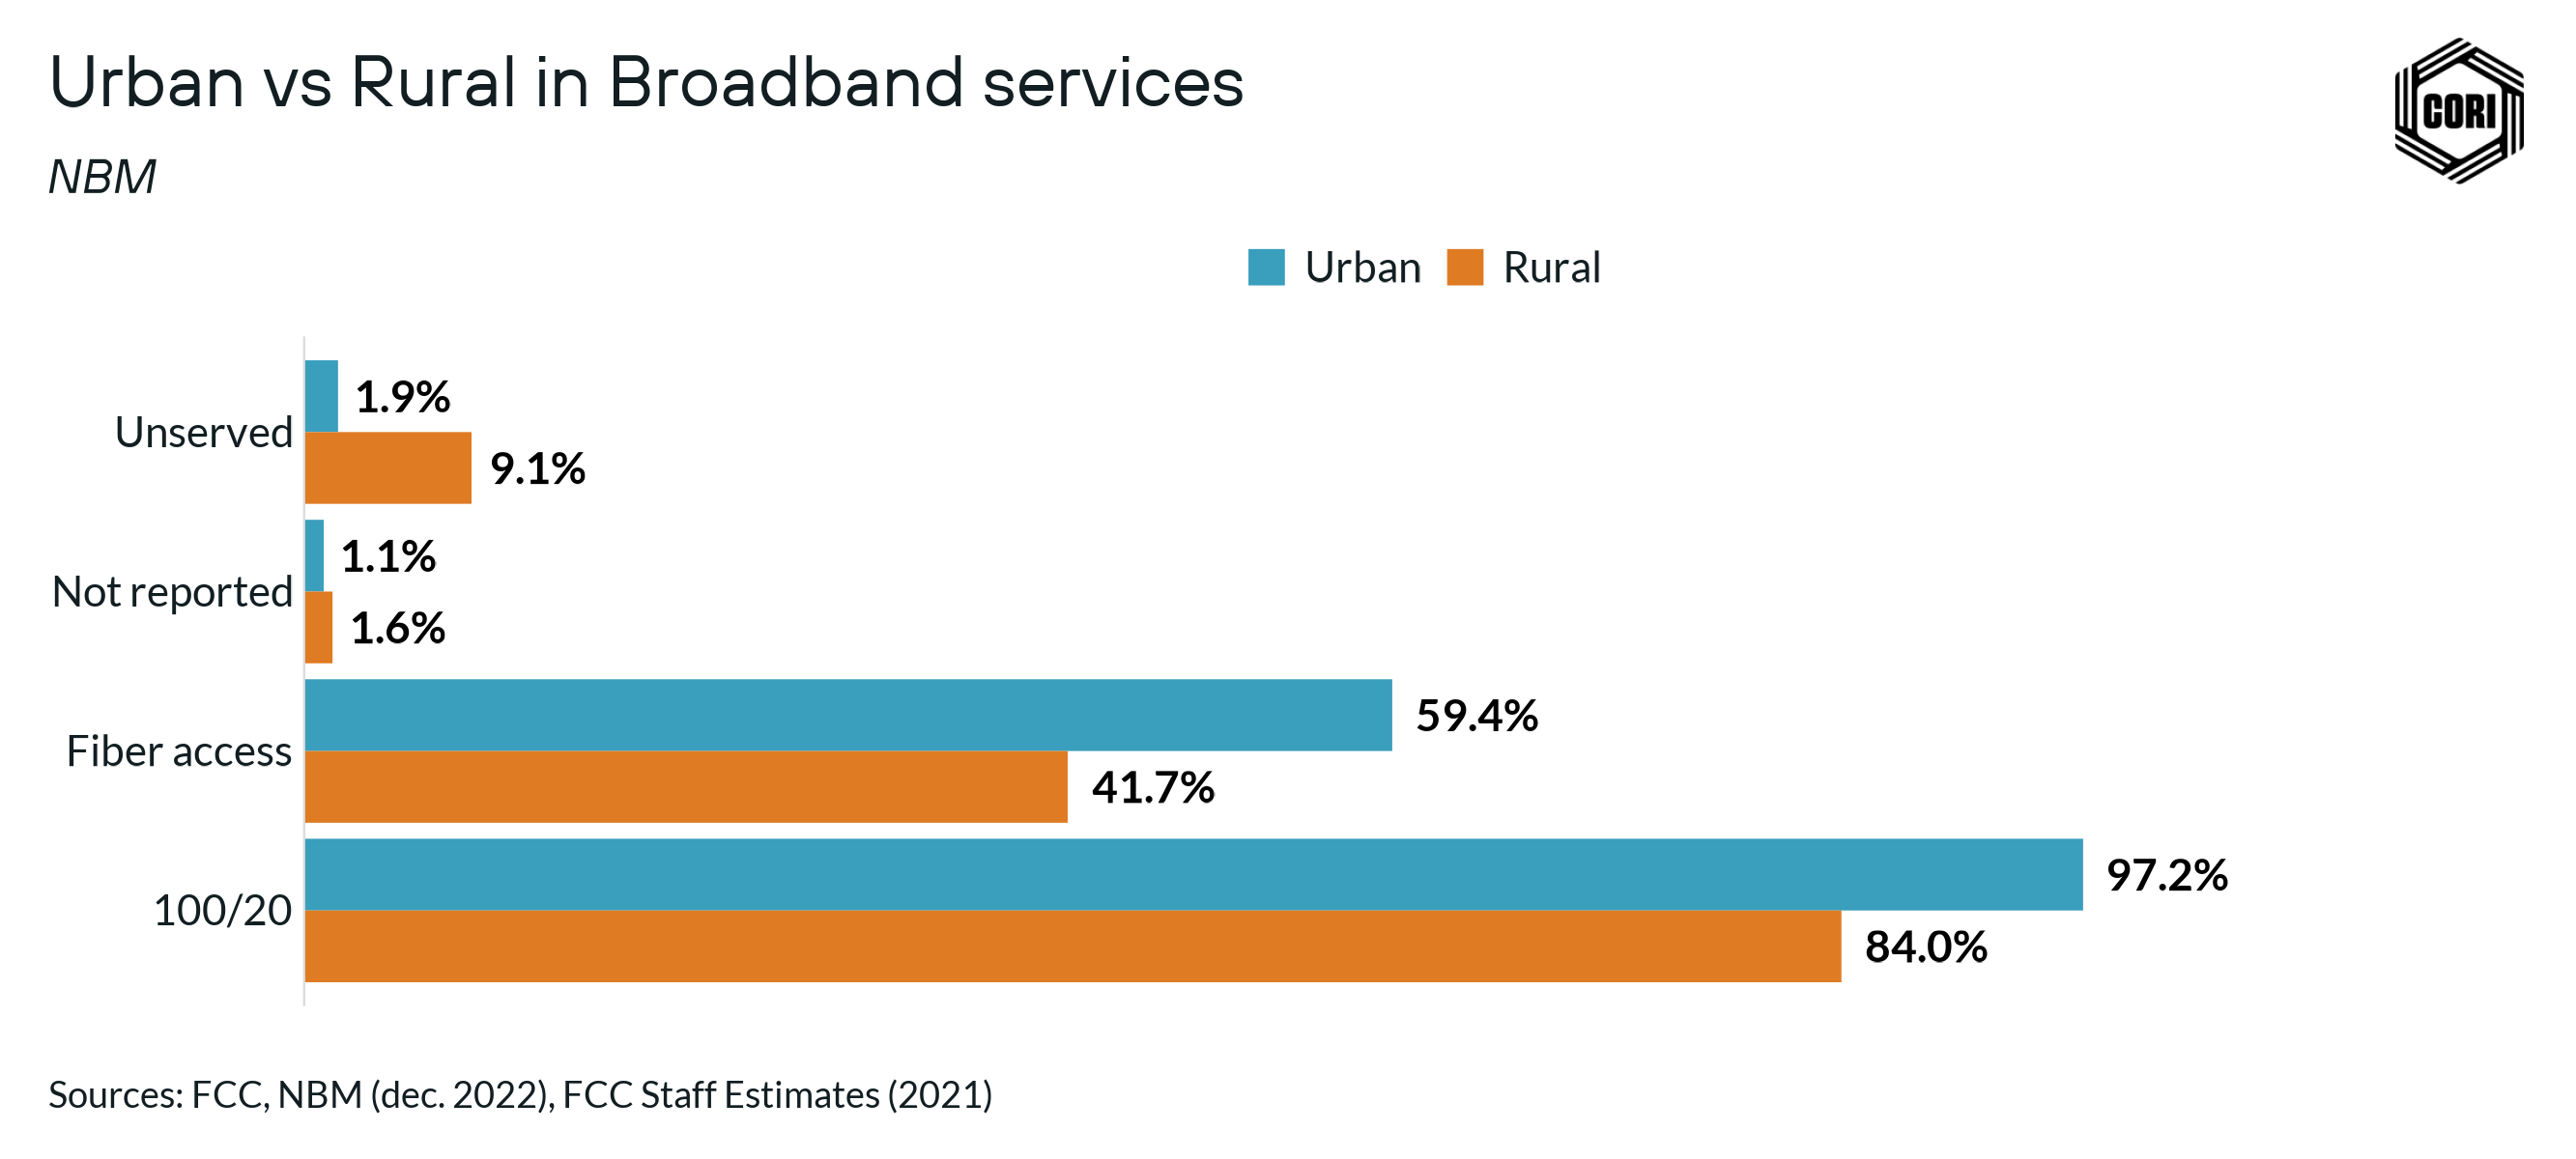 Urban vs Rural in Broadband services
CORI
NBM
Urban Rural
Unserved
1.9%
9.1%
Not reported
1.1%
1.6%
Fiber access
59.4%
41.7%
100/20
97.2%
84.0%
Sources: FCC, NBM (dec. 2022), FCC Staff Estimates (2021)